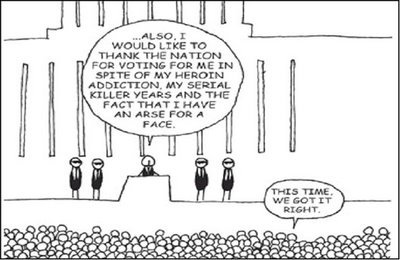 ...ALSO, I
WOULD LIKE TO
THANK THE NATION
FOR VOTING FOR ME IN
SPITE OF MY HEROIN
ADDICTION, MY SERIAL
KILLER YEARS AND THE
FACT THAT I HAVE
AN ARSE FOR A
FACE.
THIS TIME,
WE GOT IT
RIGHT.